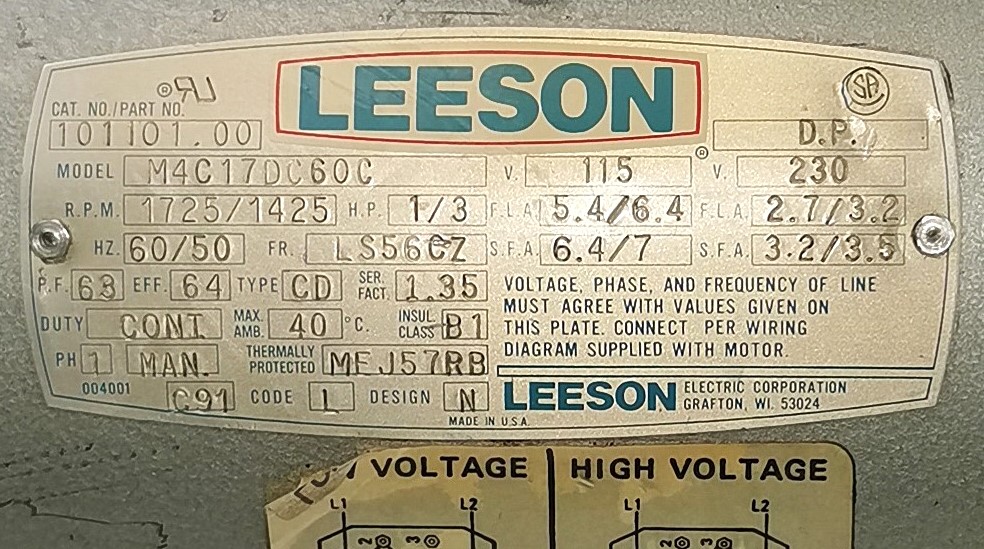 LEESON
CAT. NO./PART NO.
101101.00
D.P.
MODEL M4C17DC60C V. 115 V. 230
R.P.M. 1725/1425 H.P. 1/3 F.L.A. 5.4/6.4 F.L.A. 2.7/3.2
HZ. 60/50 FR. LS56CZ S.F.A. 6.4/7 S.F.A. 3.2/3.5
P.F. 63 EFF. 64 TYPE CD SER. FACT. 1.35
DUTY CONT. MAX. AMB. 40 °C. INSUL. CLASS B1
PH 1 MAN. THERMALLY PROTECTED MEJ57RB
004001 C91 CODE L DESIGN N
VOLTAGE, PHASE, AND FREQUENCY OF LINE
MUST AGREE WITH VALUES GIVEN ON
THIS PLATE. CONNECT PER WIRING
DIAGRAM SUPPLIED WITH MOTOR.
LEESON ELECTRIC CORPORATION
GRAFTON, WI. 53024
MADE IN U.S.A.
VOLTAGE HIGH VOLTAGE
L1 L2 L1 L2
2 3 2 3